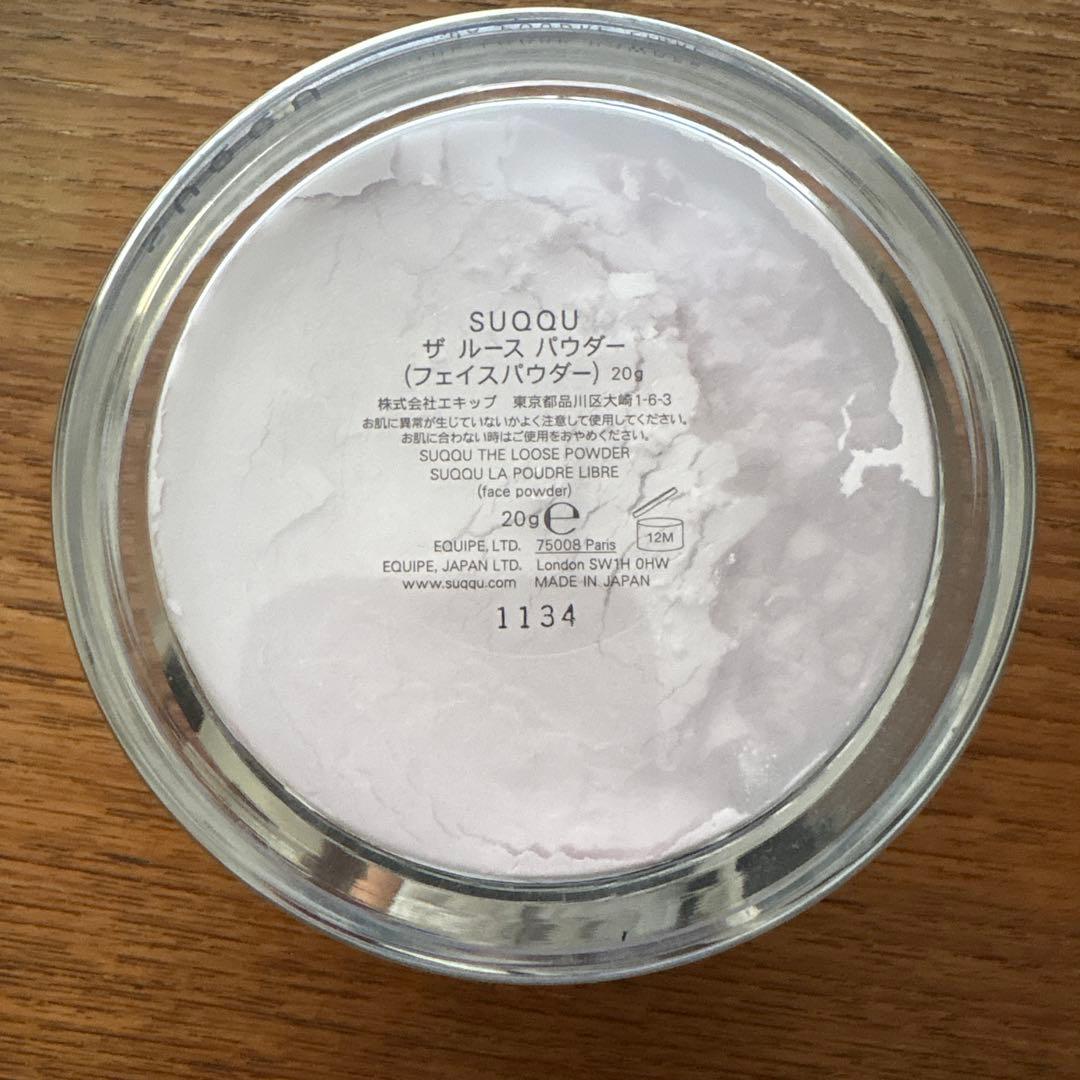 SUQQU
ザ ルース パウダー
(フェイスパウダー) 20g
株式会社エキップ 東京都品川区大崎1-6-3
お肌に異常が生じていないかよく注意して使用してください。
お肌に合わない時はご使用をおやめください。
SUQQU THE LOOSE POWDER
SUQQU LA POUDRE LIBRE
(face powder)
20g e 12M
EQUIPE, LTD. 75008 Paris
EQUIPE, JAPAN LTD. London SW1H 0HW
www.suqqu.com MADE IN JAPAN
1134